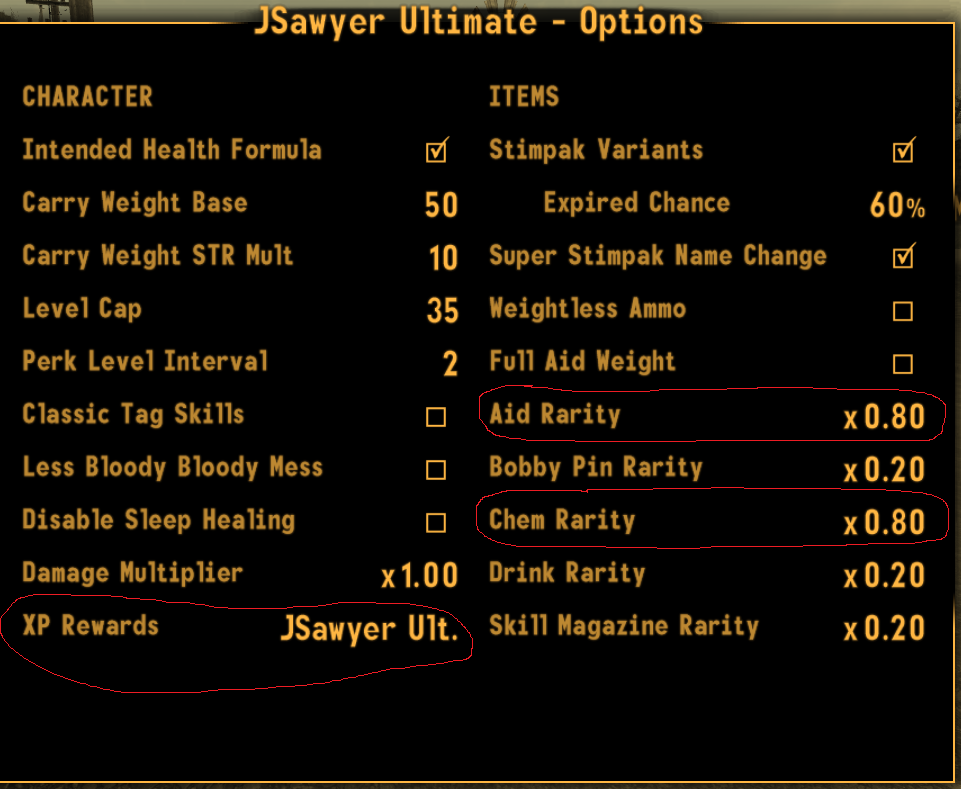 JSawyer Ultimate - Options
CHARACTER
Intended Health Formula
Carry Weight Base 50
Carry Weight STR Mult 10
Level Cap 35
Perk Level Interval 2
Classic Tag Skills
Less Bloody Bloody Mess
Disable Sleep Healing
Damage Multiplier x1.00
XP Rewards JSawyer Ult.
ITEMS
Stimpak Variants
Expired Chance 60%
Super Stimpak Name Change
Weightless Ammo
Full Aid Weight
Aid Rarity x0.80
Bobby Pin Rarity x0.20
Chem Rarity x0.80
Drink Rarity x0.20
Skill Magazine Rarity x0.20